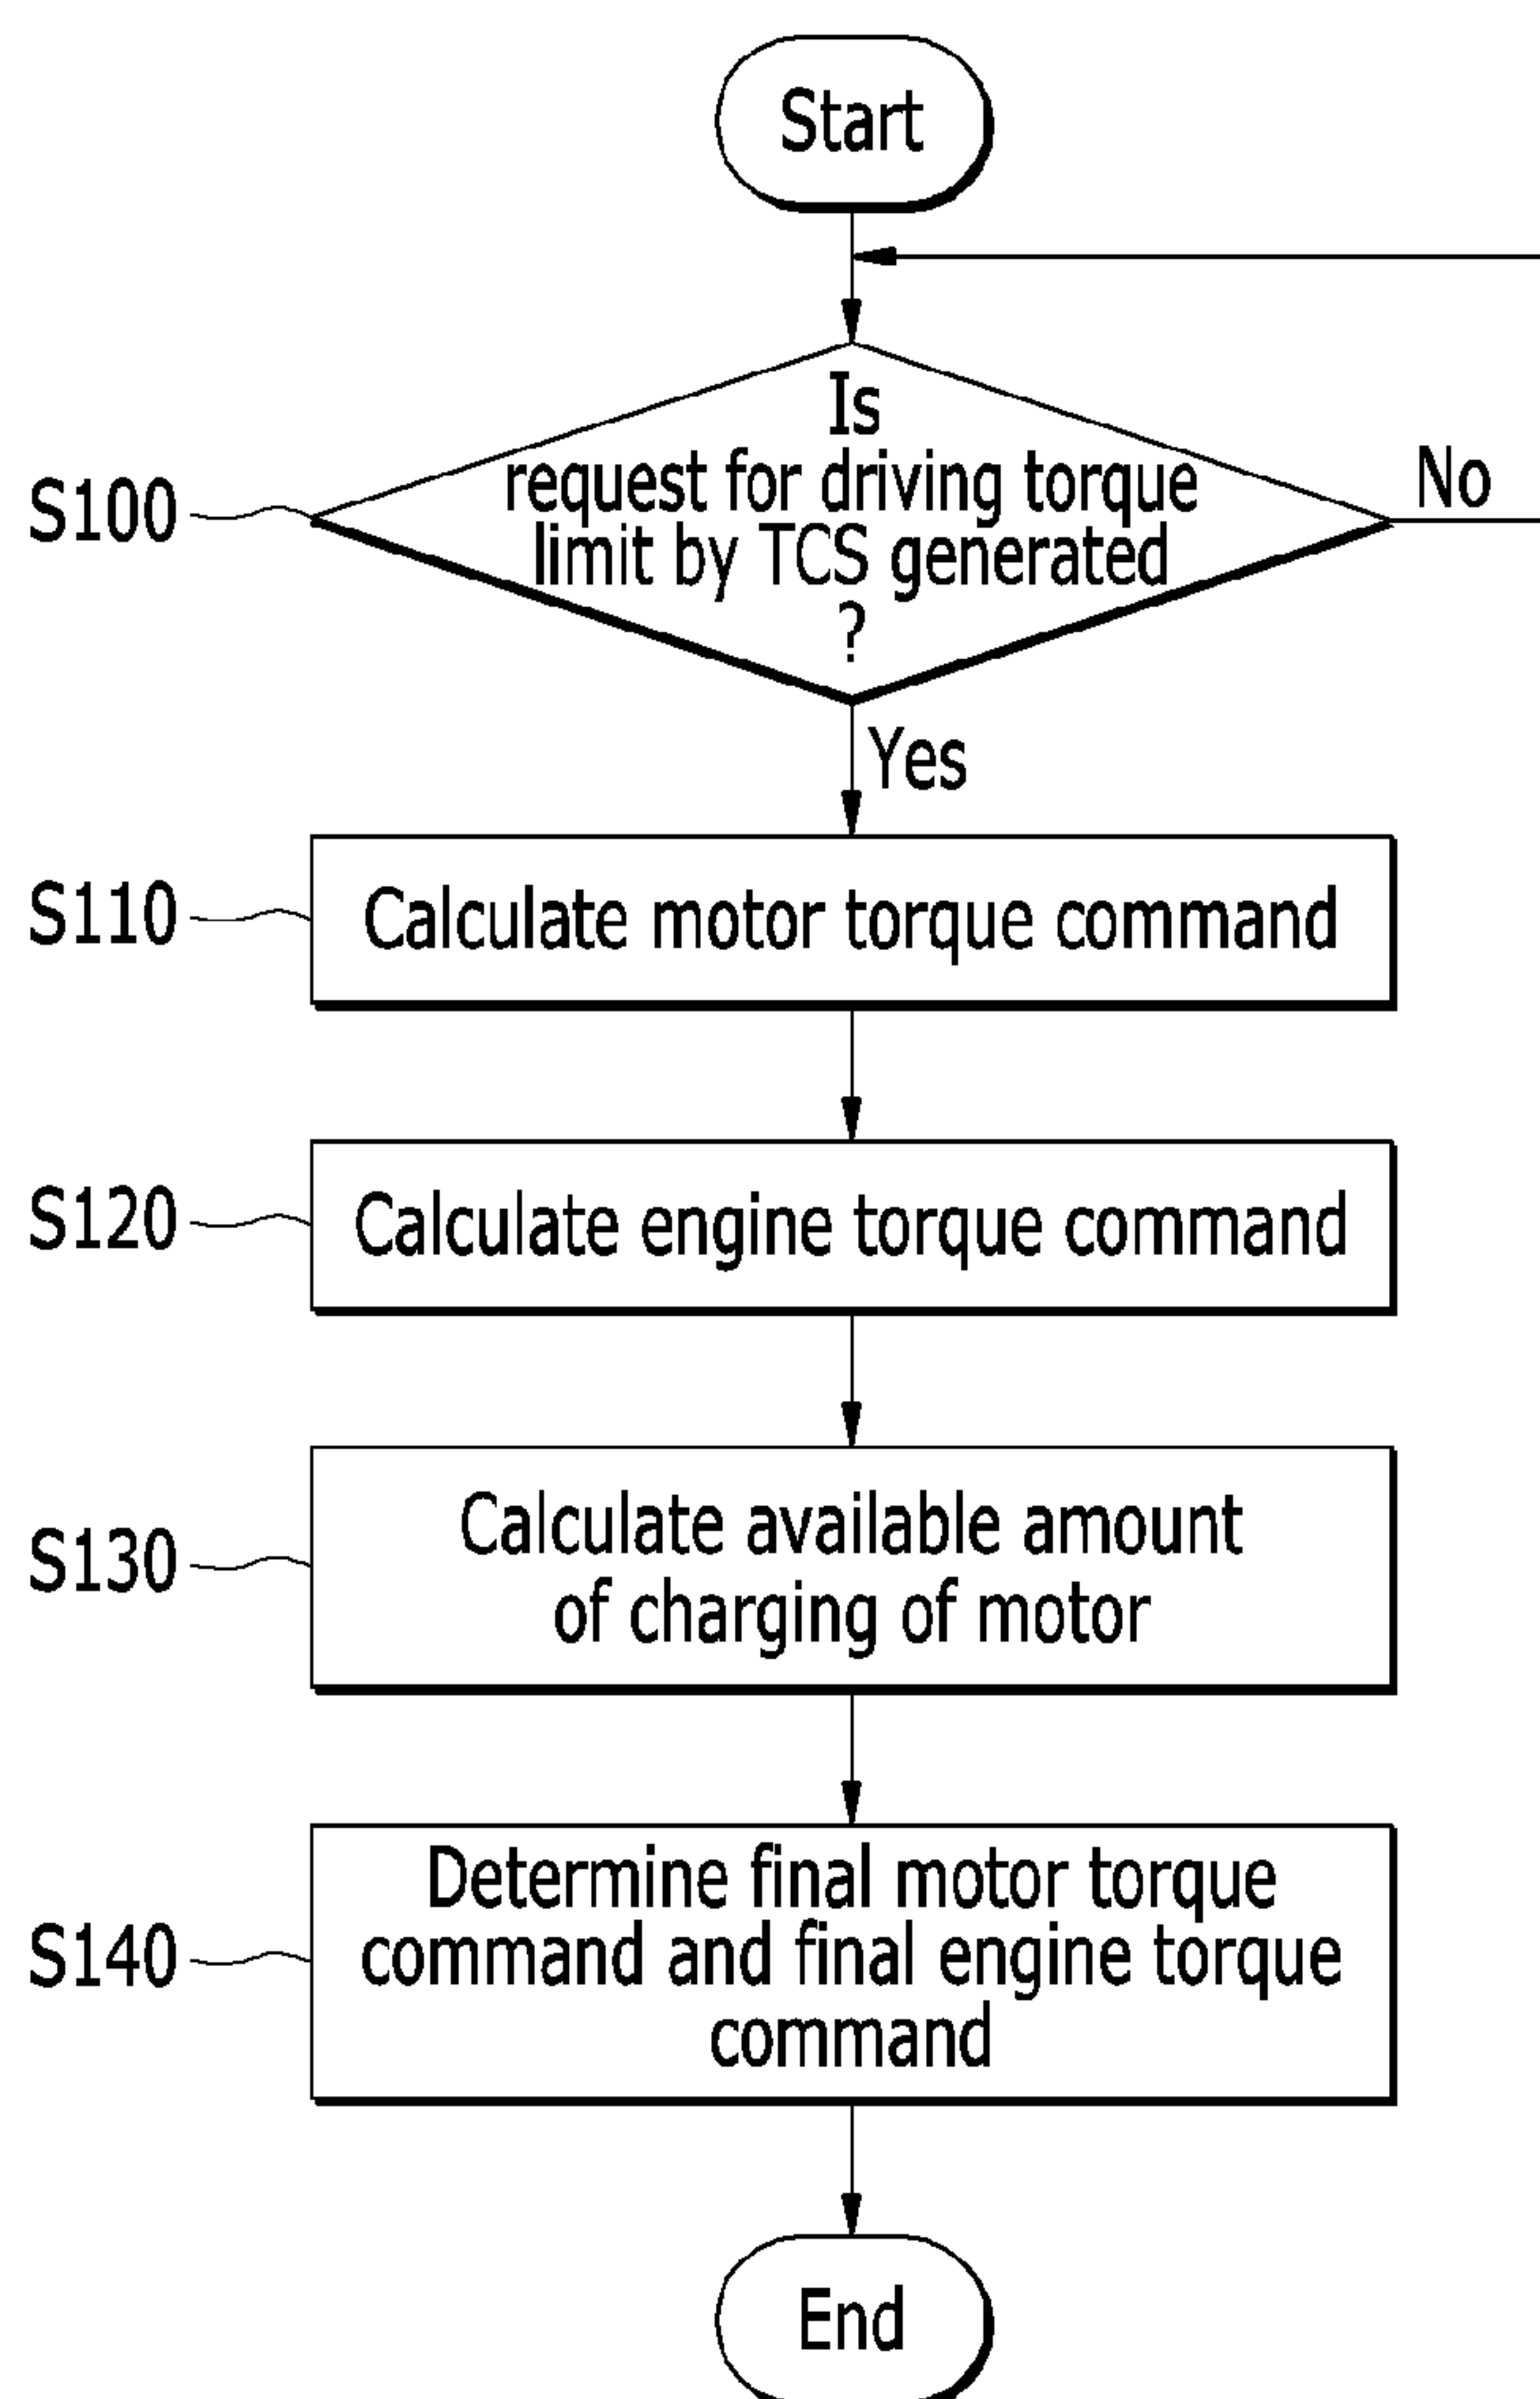 Start
Is
request for driving torque
limit by TCS generated
?
S100
No
Yes
S110
Calculate motor torque command
S120
Calculate engine torque command
S130
Calculate available amount
of charging of motor
S140
Determine final motor torque
command and final engine torque
command
End